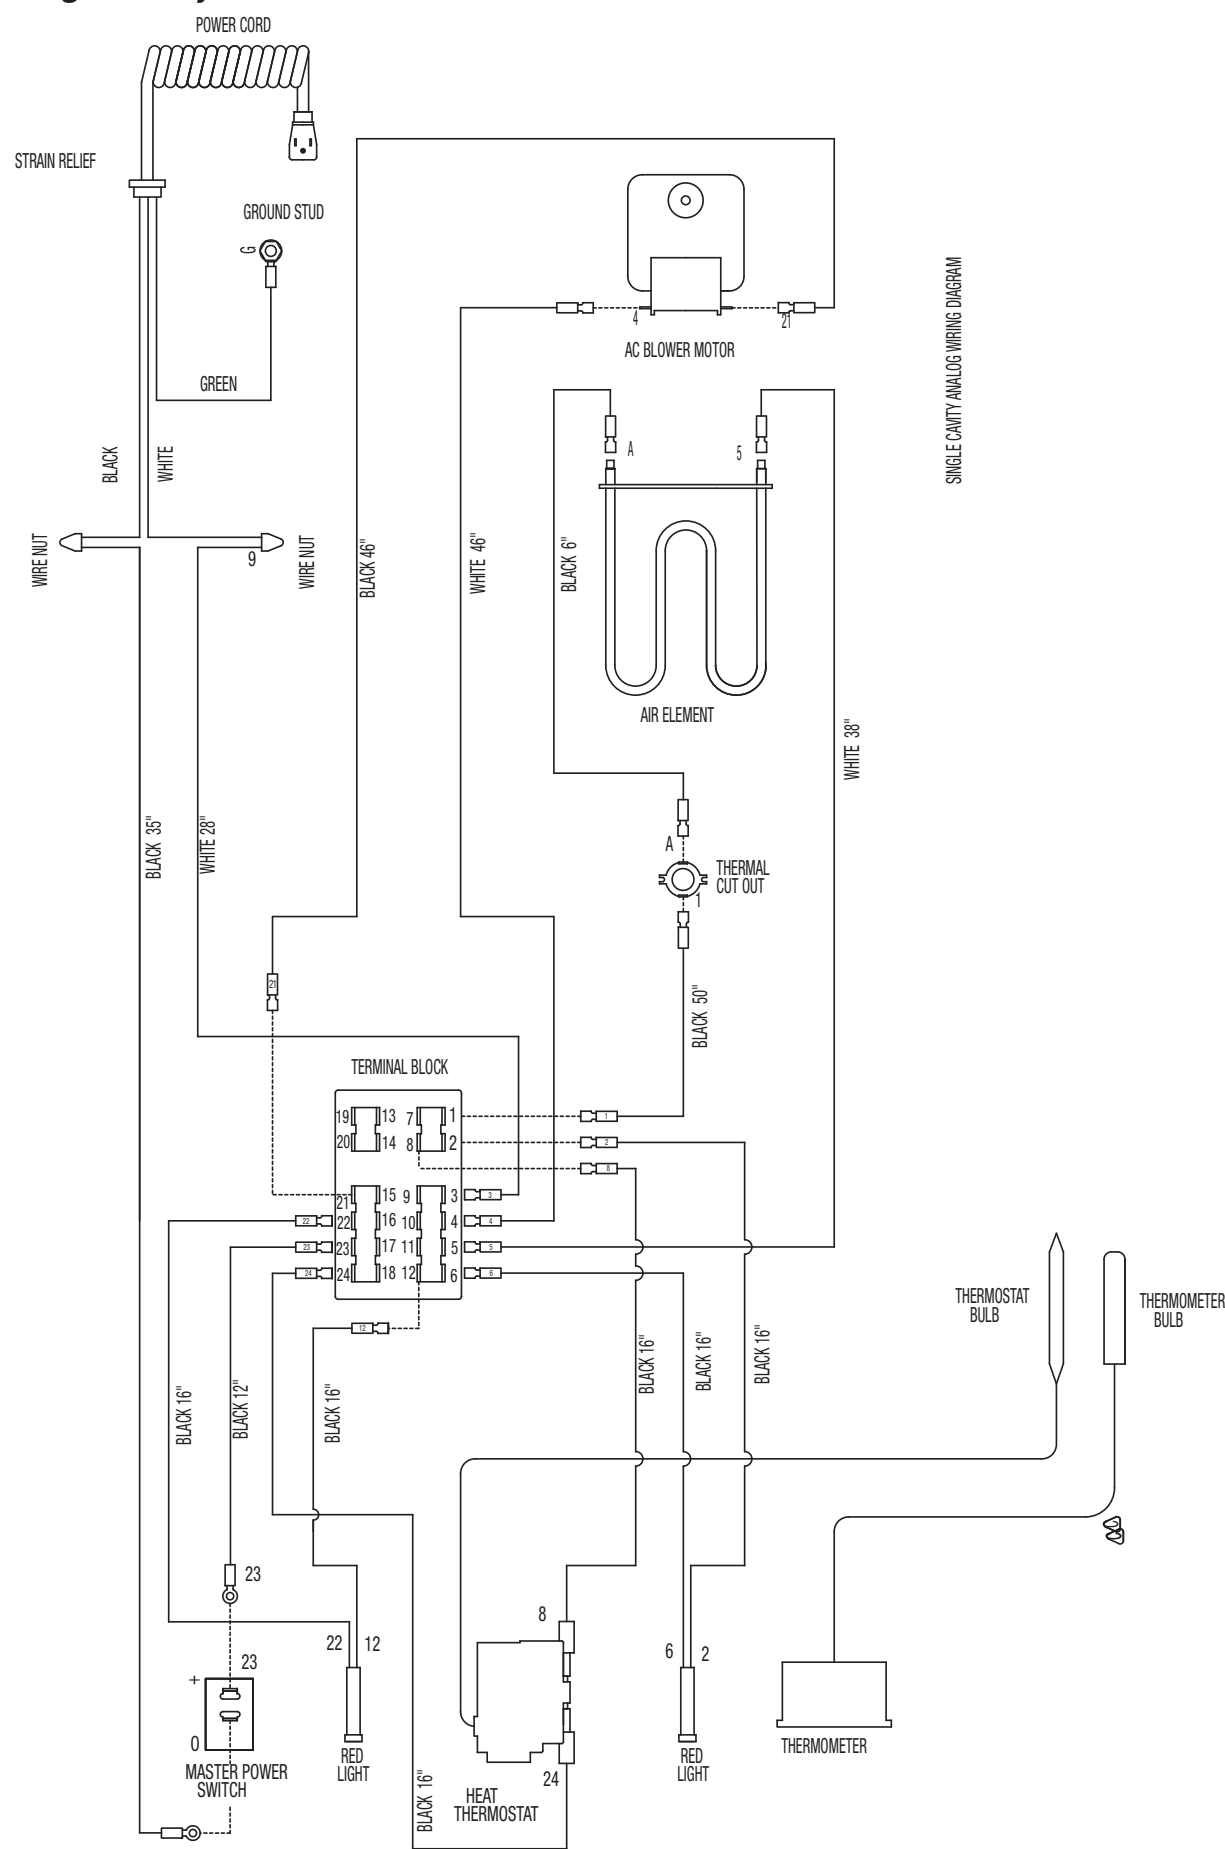 POWER CORD
STRAIN RELIEF
GROUND STUD
G
GREEN
BLACK
WHITE
WIRE NUT
9
WIRE NUT
4
21
AC BLOWER MOTOR
SINGLE CAVITY ANALOG WIRING DIAGRAM
A
5
BLACK 46"
WHITE 46"
BLACK 6"
AIR ELEMENT
WHITE 38"
BLACK 35"
WHITE 28"
A
THERMAL
CUT OUT
1
21
BLACK 50"
TERMINAL BLOCK
19 13 7 1
1
20 14 8 2
2
8
21 15 9 3
3
22
22 16 10 4
4
23
23 17 11 5
5
24
24 18 12 6
6
12
THERMOSTAT
BULB
THERMOMETER
BULB
BLACK 16"
BLACK 12"
BLACK 16"
BLACK 16"
BLACK 16"
BLACK 16"
23
23
+
0
MASTER POWER
SWITCH
22 12
RED
LIGHT
8
24
HEAT
THERMOSTAT
BLACK 16"
6 2
RED
LIGHT
THERMOMETER